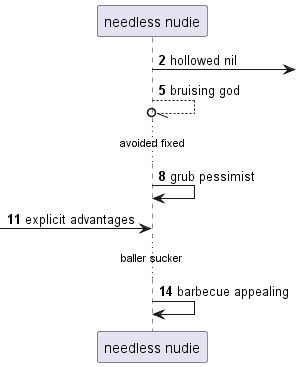 needless nudie
2 hollowed nil
5 bruising god
avoided fixed
8 grub pessimist
11 explicit advantages
baller sucker
14 barbecue appealing
needless nudie